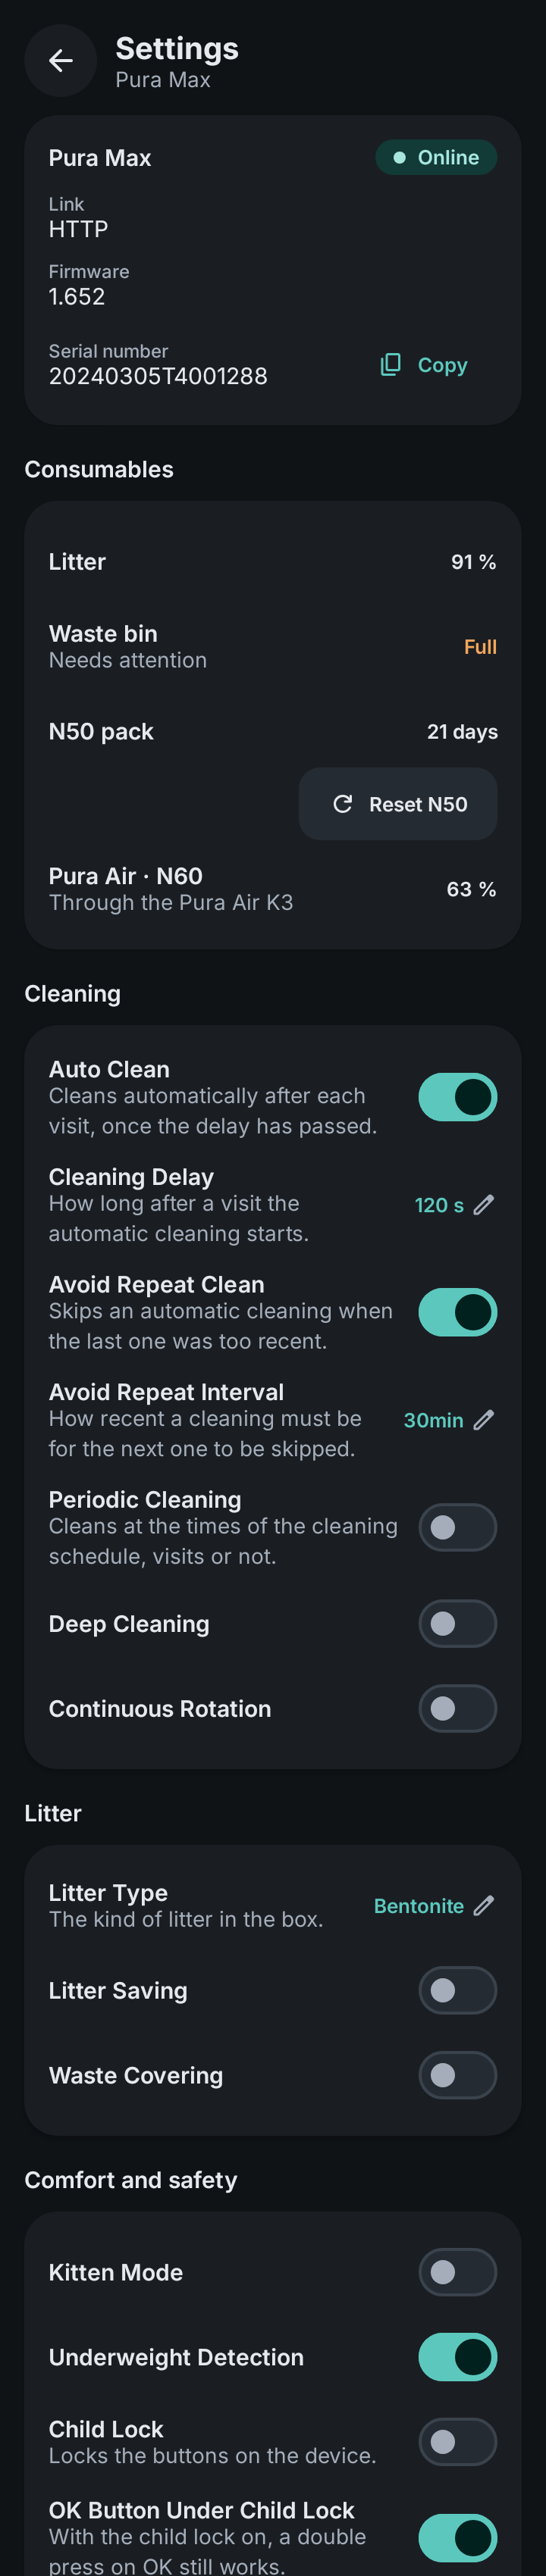 Settings
Pura Max
Pura Max
Online
Link
HTTP
Firmware
1.652
Serial number
20240305T4001288
Copy
Consumables
Litter
91 %
Waste bin
Needs attention
Full
N50 pack
21 days
Reset N50
Pura Air · N60
Through the Pura Air K3
63 %
Cleaning
Auto Clean
Cleans automatically after each
visit, once the delay has passed.
Cleaning Delay
How long after a visit the
automatic cleaning starts.
120 s
Avoid Repeat Clean
Skips an automatic cleaning when
the last one was too recent.
Avoid Repeat Interval
How recent a cleaning must be
for the next one to be skipped.
30min
Periodic Cleaning
Cleans at the times of the cleaning
schedule, visits or not.
Deep Cleaning
Continuous Rotation
Litter
Litter Type
The kind of litter in the box.
Bentonite
Litter Saving
Waste Covering
Comfort and safety
Kitten Mode
Underweight Detection
Child Lock
Locks the buttons on the device.
OK Button Under Child Lock
With the child lock on, a double
press on OK still works.